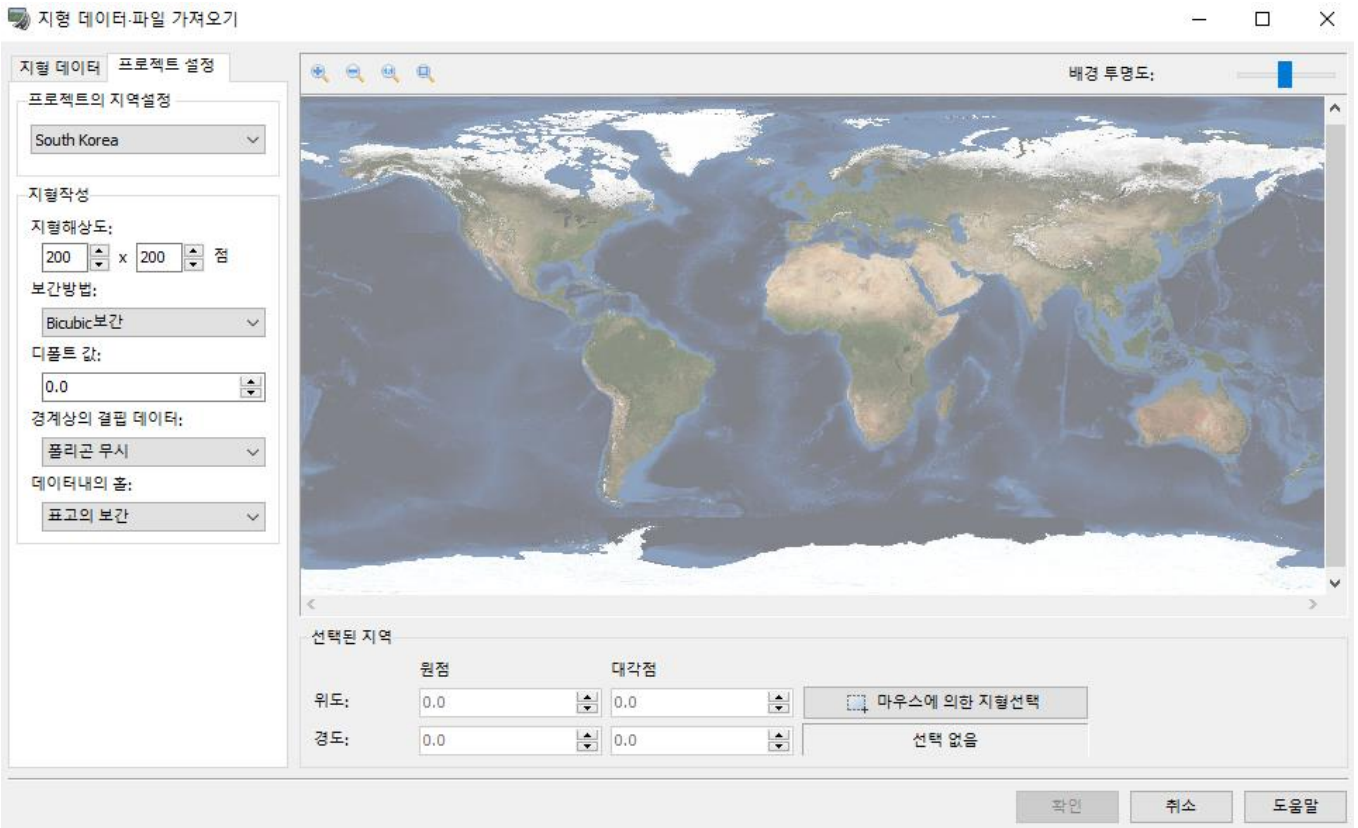 지형 데이터·파일 가져오기
지형 데이터 프로젝트 설정
배경 투명도:
프로젝트의 지역설정
South Korea
지형작성
지형해상도:
200 x 200 점
보간방법:
Bicubic보간
디폴트 값:
0.0
경계상의 결핍 데이터:
폴리곤 무시
데이터내의 홀:
표고의 보간
선택된 지역
원점 대각점
위도: 0.0 0.0 마우스에 의한 지형선택
경도: 0.0 0.0 선택 없음
확인 취소 도움말